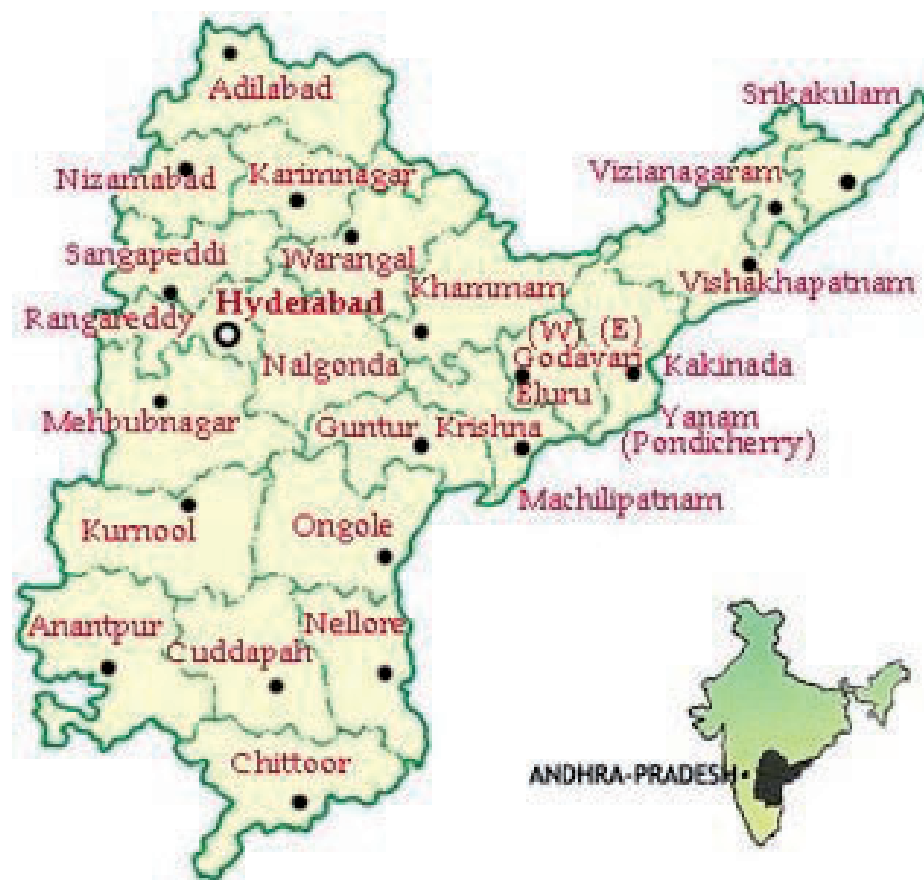 Adilabad
Srikakulam
Nizamabad
Karimnagar
Vizianagaram
Sangapeddi
Warangal
Khammam
Vishakhapatnam
Rangareddy
Hyderabad
(W) (E)
Nalgonda
Godavari
Kakinada
Eluru
Mehbubnagar
Guntur
Krishna
Yanam
(Pondicherry)
Machilipatnam
Kurnool
Ongole
Anantpur
Nellore
Cuddapah
Chittoor
ANDHRA-PRADESH